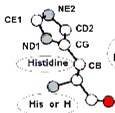 NE2
CE1
CD2
ND1
CG
Histidine
CB
His or H